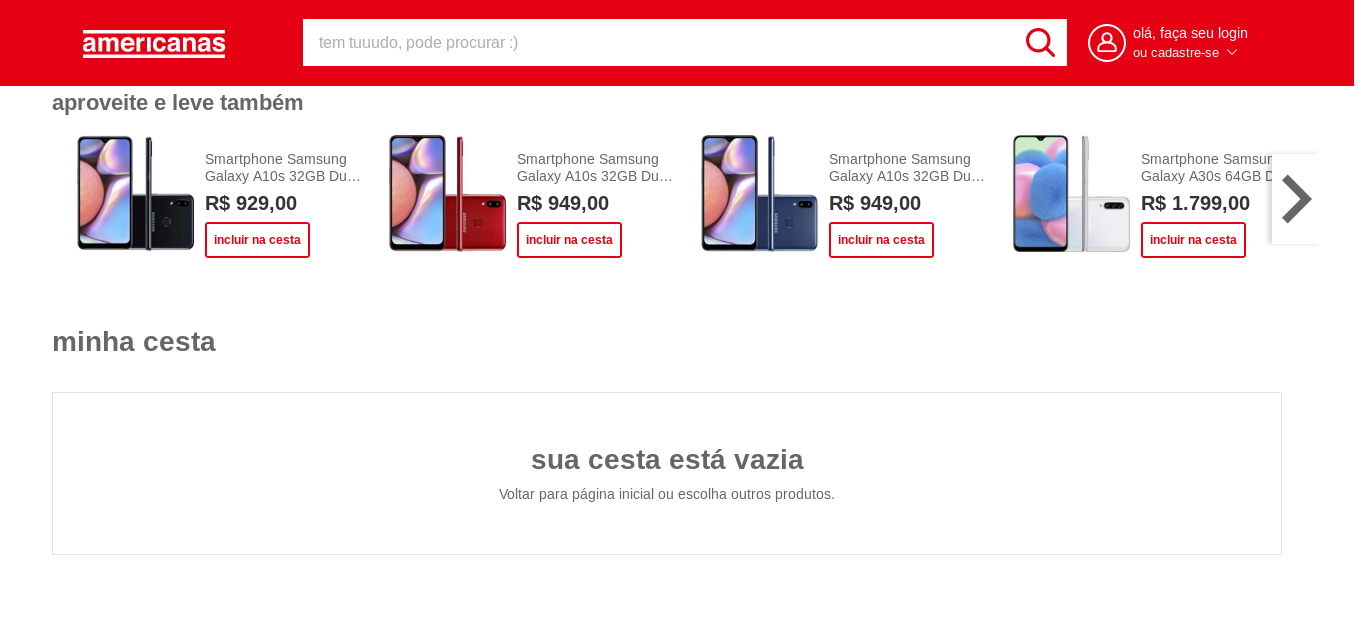 americanas
tem tuuudo, pode procurar :)
olá, faça seu login
ou cadastre-se
aproveite e leve também
Smartphone Samsung
Galaxy A10s 32GB Du…
R$ 929,00
incluir na cesta
Smartphone Samsung
Galaxy A10s 32GB Du…
R$ 949,00
incluir na cesta
Smartphone Samsung
Galaxy A10s 32GB Du…
R$ 949,00
incluir na cesta
Smartphone Samsun
Galaxy A30s 64GB D
R$ 1.799,00
incluir na cesta
minha cesta
sua cesta está vazia
Voltar para página inicial ou escolha outros produtos.